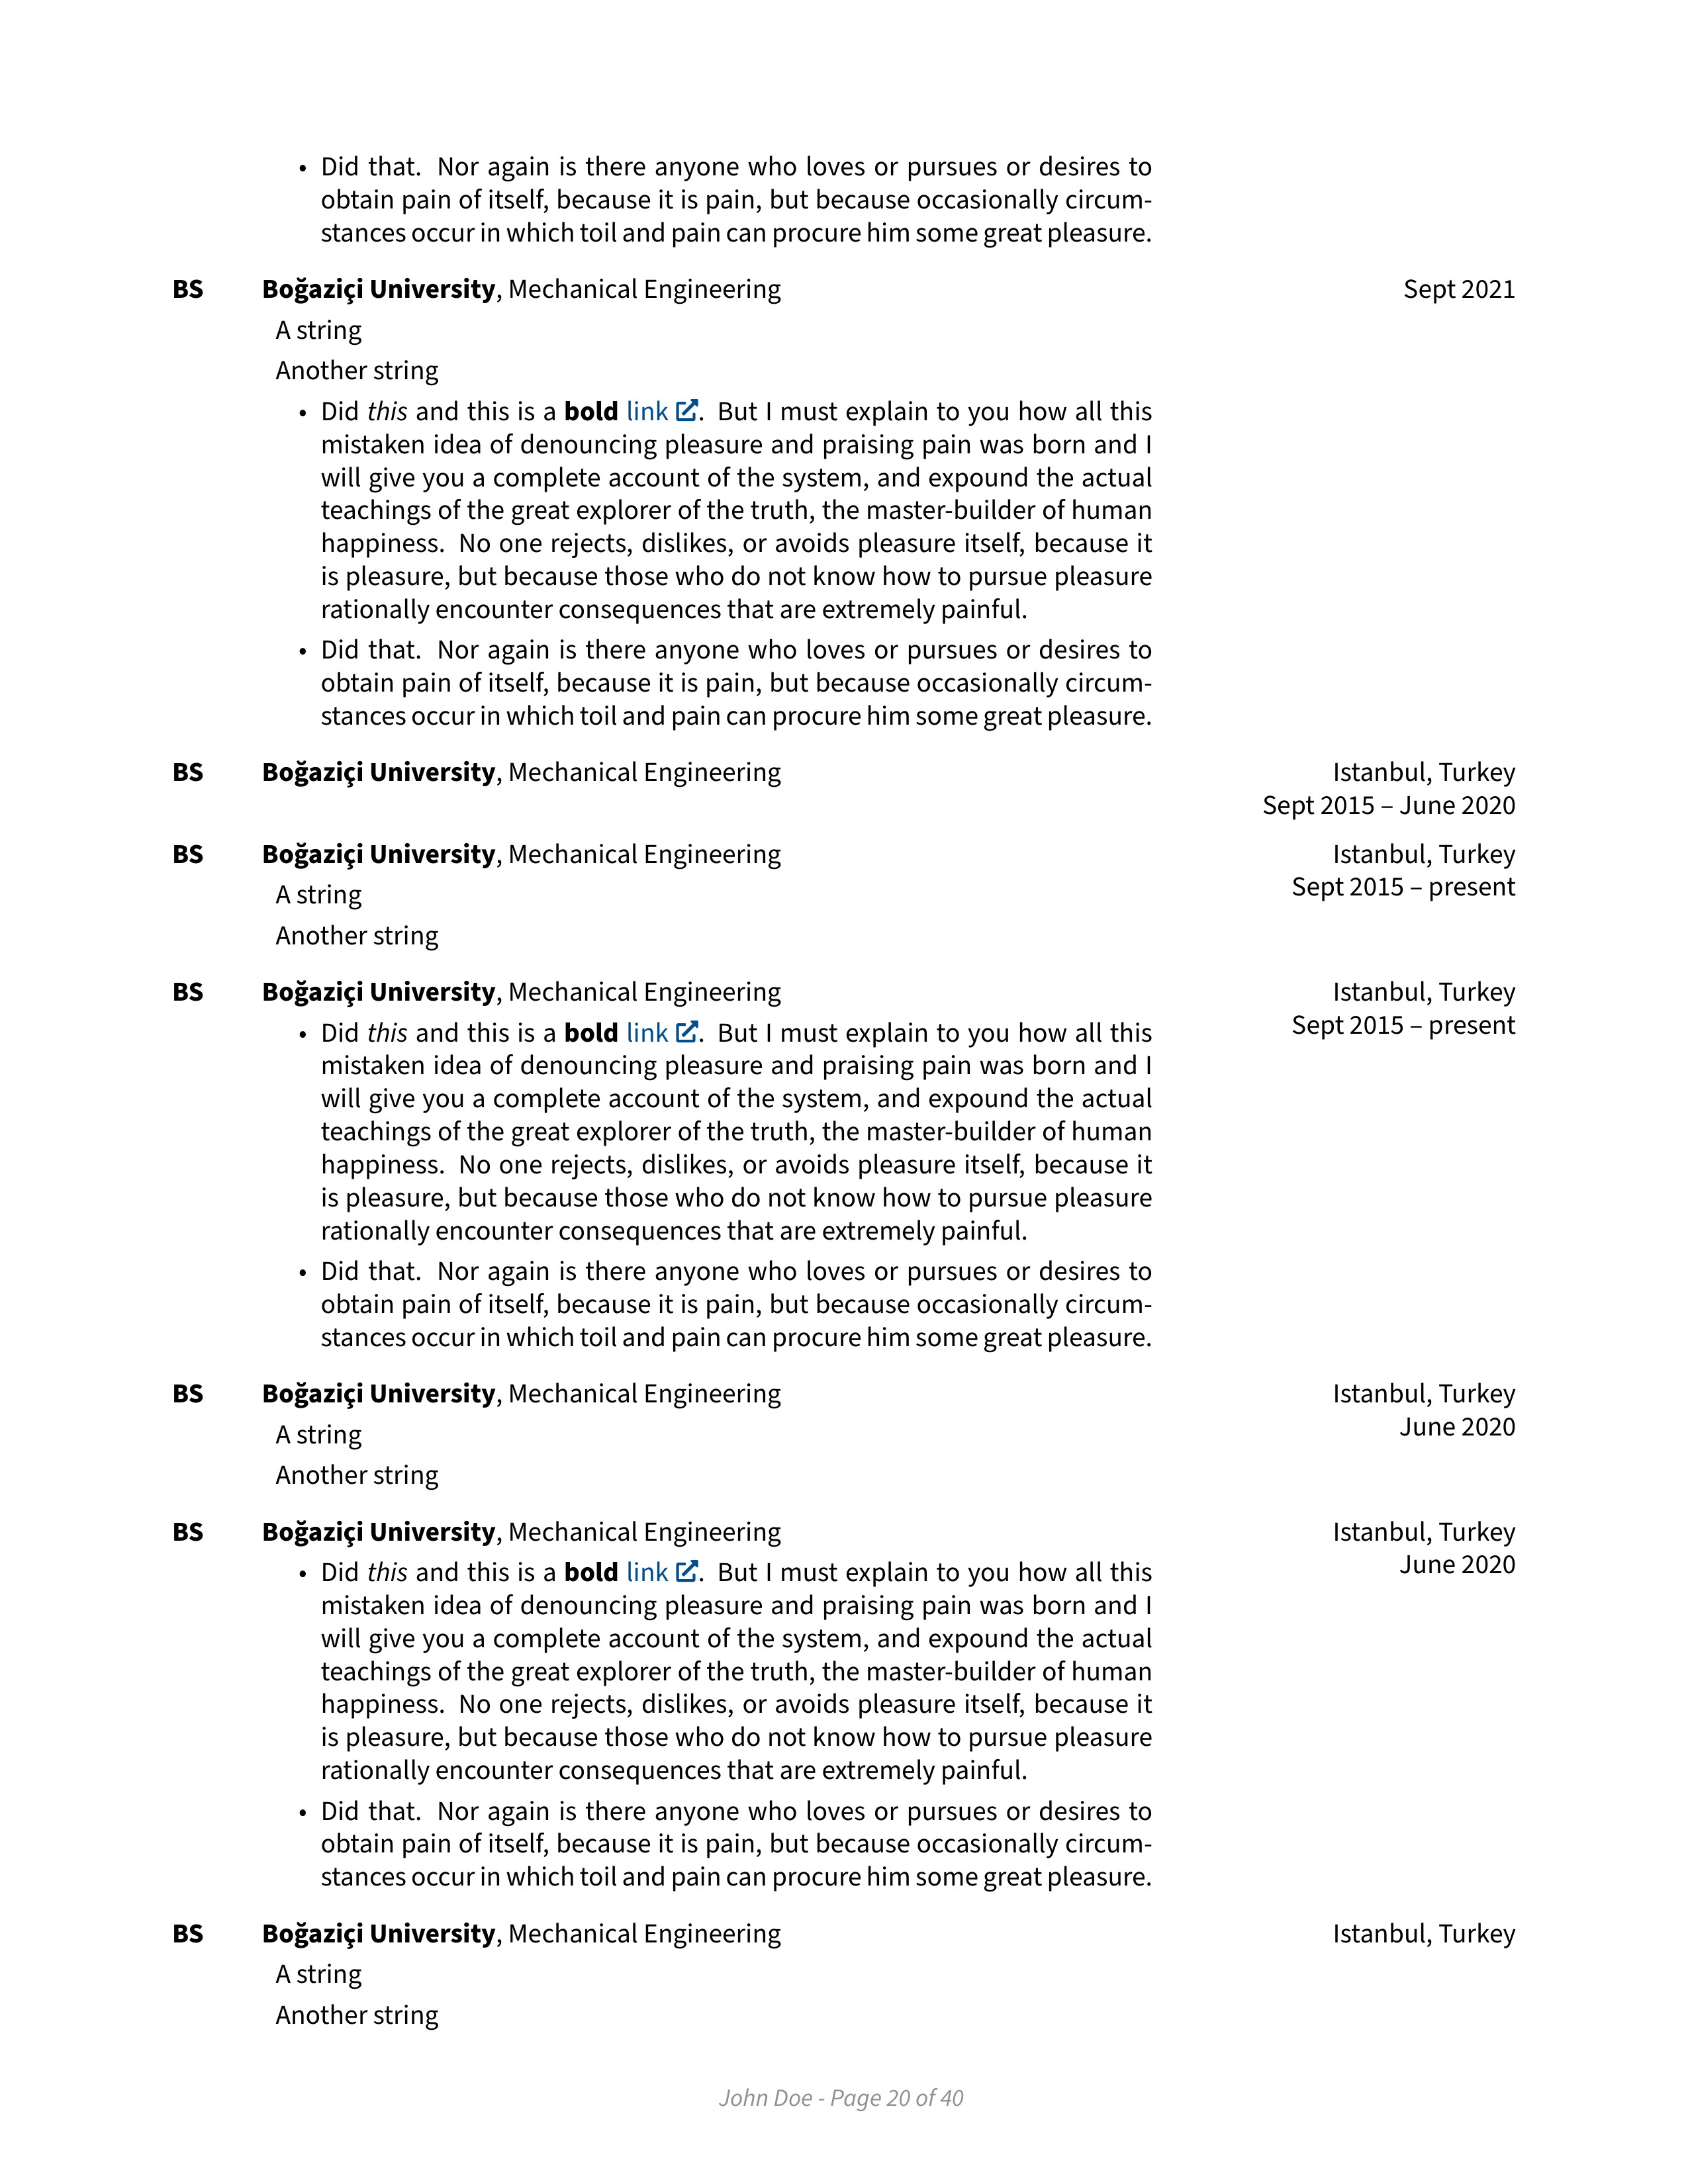 • Did that. Nor again is there anyone who loves or pursues or desires to
obtain pain of itself, because it is pain, but because occasionally circum-
stances occur in which toil and pain can procure him some great pleasure.
BS Boğaziçi University, Mechanical Engineering Sept 2021
A string
Another string
• Did this and this is a bold link. But I must explain to you how all this
mistaken idea of denouncing pleasure and praising pain was born and I
will give you a complete account of the system, and expound the actual
teachings of the great explorer of the truth, the master-builder of human
happiness. No one rejects, dislikes, or avoids pleasure itself, because it
is pleasure, but because those who do not know how to pursue pleasure
rationally encounter consequences that are extremely painful.
• Did that. Nor again is there anyone who loves or pursues or desires to
obtain pain of itself, because it is pain, but because occasionally circum-
stances occur in which toil and pain can procure him some great pleasure.
BS Boğaziçi University, Mechanical Engineering Istanbul, Turkey
Sept 2015 – June 2020
BS Boğaziçi University, Mechanical Engineering Istanbul, Turkey
Sept 2015 – present
A string
Another string
BS Boğaziçi University, Mechanical Engineering Istanbul, Turkey
Sept 2015 – present
• Did this and this is a bold link. But I must explain to you how all this
mistaken idea of denouncing pleasure and praising pain was born and I
will give you a complete account of the system, and expound the actual
teachings of the great explorer of the truth, the master-builder of human
happiness. No one rejects, dislikes, or avoids pleasure itself, because it
is pleasure, but because those who do not know how to pursue pleasure
rationally encounter consequences that are extremely painful.
• Did that. Nor again is there anyone who loves or pursues or desires to
obtain pain of itself, because it is pain, but because occasionally circum-
stances occur in which toil and pain can procure him some great pleasure.
BS Boğaziçi University, Mechanical Engineering Istanbul, Turkey
June 2020
A string
Another string
BS Boğaziçi University, Mechanical Engineering Istanbul, Turkey
June 2020
• Did this and this is a bold link. But I must explain to you how all this
mistaken idea of denouncing pleasure and praising pain was born and I
will give you a complete account of the system, and expound the actual
teachings of the great explorer of the truth, the master-builder of human
happiness. No one rejects, dislikes, or avoids pleasure itself, because it
is pleasure, but because those who do not know how to pursue pleasure
rationally encounter consequences that are extremely painful.
• Did that. Nor again is there anyone who loves or pursues or desires to
obtain pain of itself, because it is pain, but because occasionally circum-
stances occur in which toil and pain can procure him some great pleasure.
BS Boğaziçi University, Mechanical Engineering Istanbul, Turkey
A string
Another string
John Doe - Page 20 of 40